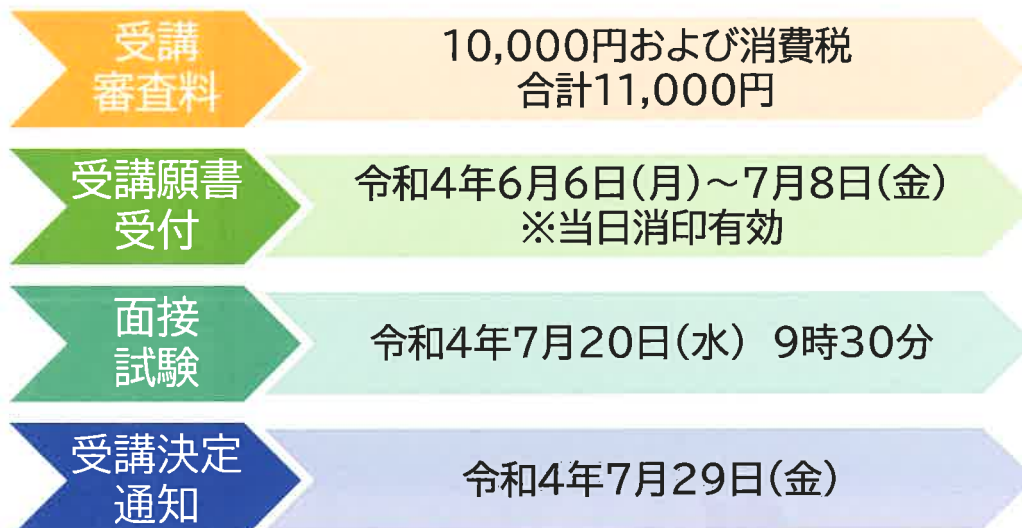 受講
審査料
10,000円および消費税
合計11,000円
受講願書
受付
令和4年6月6日(月)～7月8日(金)
※当日消印有効
面接
試験
令和4年7月20日(水) 9時30分
受講決定
通知
令和4年7月29日(金)